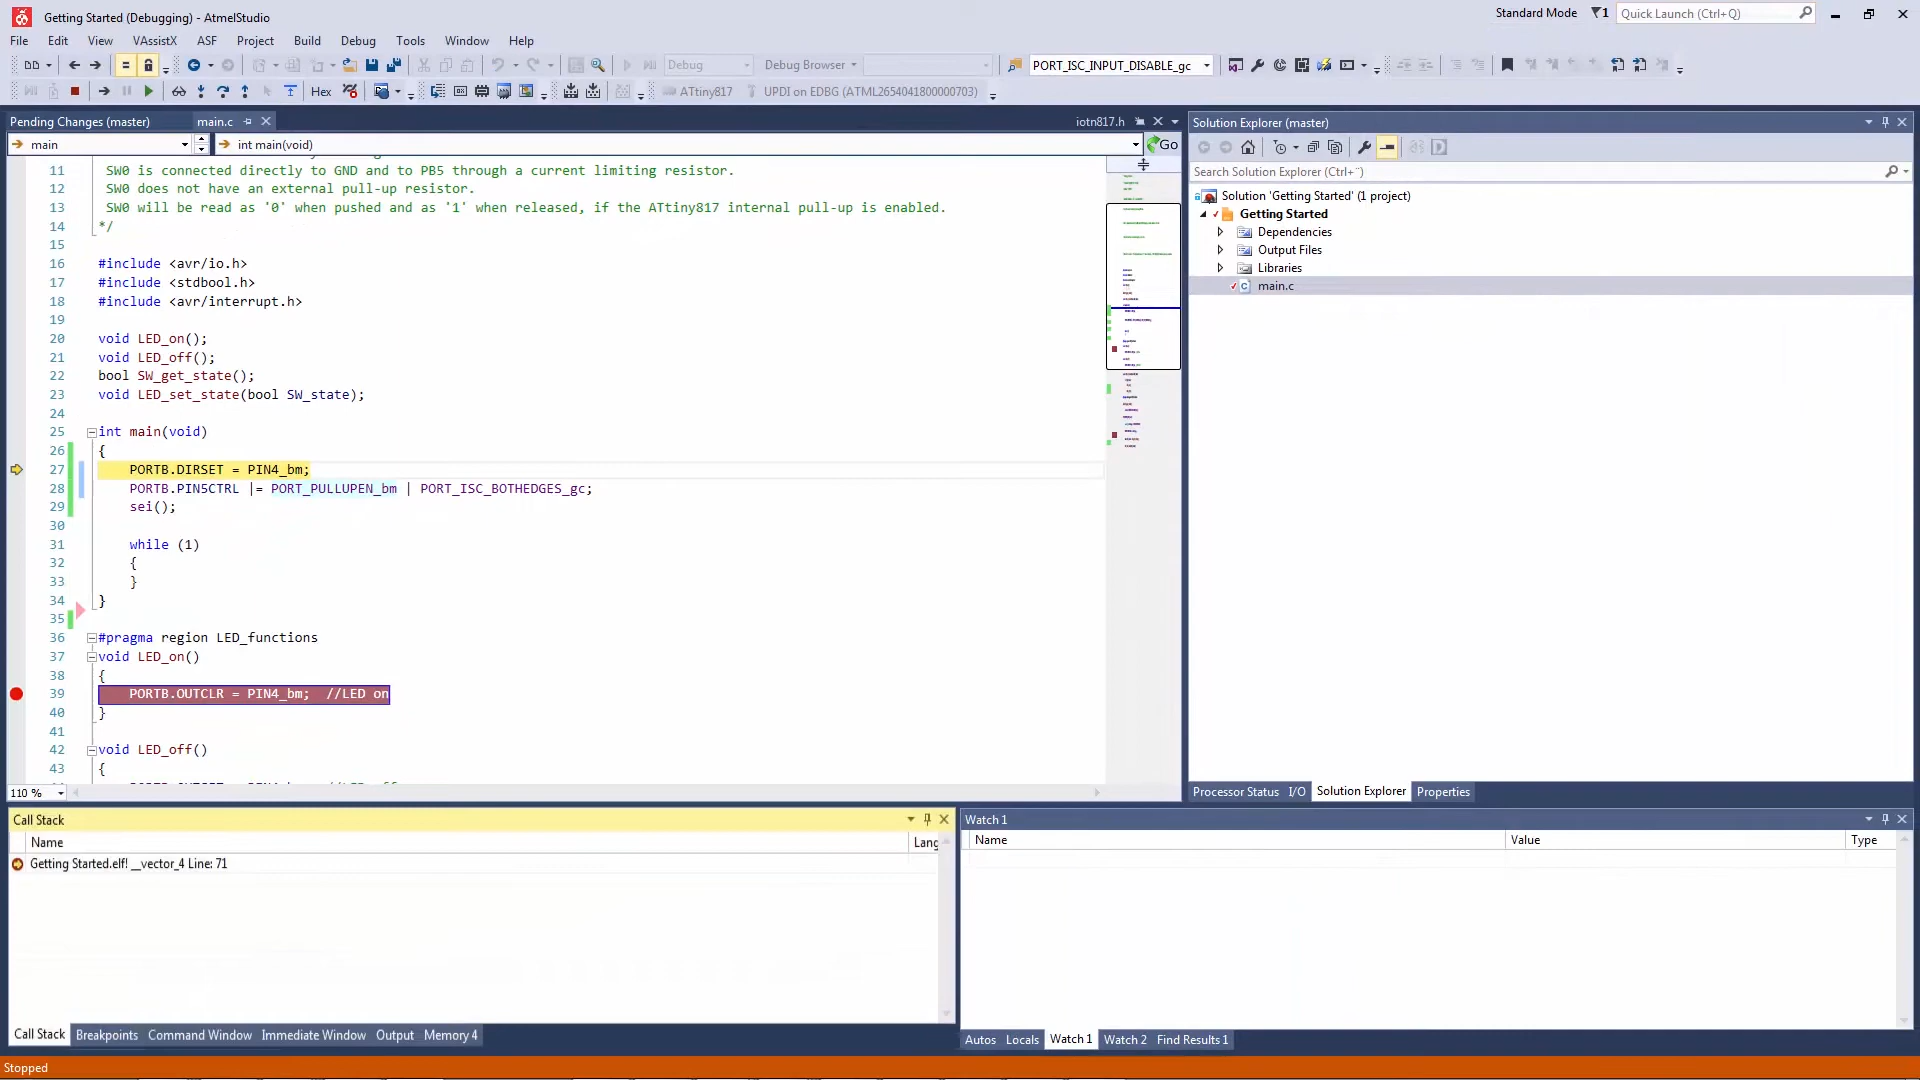 Getting Started (Debugging) - AtmelStudio
Standard Mode
1
Quick Launch (Ctrl+Q)
File Edit View VAssistX ASF Project Build Debug Tools Window Help
Debug
Debug Browser
PORT_ISC_INPUT_DISABLE_gc
Hex
ATtiny817
UPDI on EDBG (ATML2654041800000703)
Pending Changes (master)
main.c
iotn817.h
main
int main(void)
Go
11 SW0 is connected directly to GND and to PB5 through a current limiting resistor.
12 SW0 does not have an external pull-up resistor.
13 SW0 will be read as '0' when pushed and as '1' when released, if the ATtiny817 internal pull-up is enabled.
14 */
15
16 #include <avr/io.h>
17 #include <stdbool.h>
18 #include <avr/interrupt.h>
19
20 void LED_on();
21 void LED_off();
22 bool SW_get_state();
23 void LED_set_state(bool SW_state);
24
25 int main(void)
26 {
27 PORTB.DIRSET = PIN4_bm;
28 PORTB.PIN5CTRL |= PORT_PULLUPEN_bm | PORT_ISC_BOTHEDGES_gc;
29 sei();
30
31 while (1)
32 {
33 }
34 }
35
36 #pragma region LED_functions
37 void LED_on()
38 {
39 PORTB.OUTCLR = PIN4_bm; //LED on
40 }
41
42 void LED_off()
43 {
110 %
Solution Explorer (master)
Search Solution Explorer (Ctrl+¨)
Solution 'Getting Started' (1 project)
Getting Started
Dependencies
Output Files
Libraries
main.c
Processor Status I/O Solution Explorer Properties
Call Stack
Name Lang
Getting Started.elf! __vector_4 Line: 71
Call Stack Breakpoints Command Window Immediate Window Output Memory 4
Watch 1
Name Value Type
Autos Locals Watch 1 Watch 2 Find Results 1
Stopped